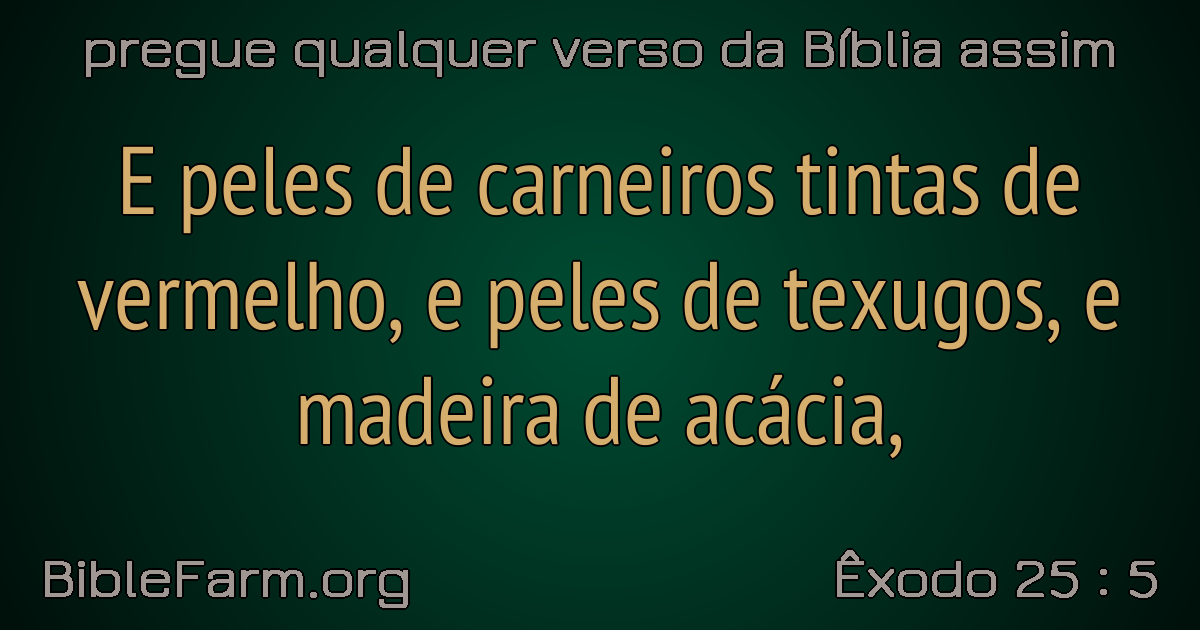 pregue qualquer verso da Bíblia assim
E peles de carneiros tintas de
vermelho, e peles de texugos, e
madeira de acácia,
BibleFarm.org
Êxodo 25 : 5